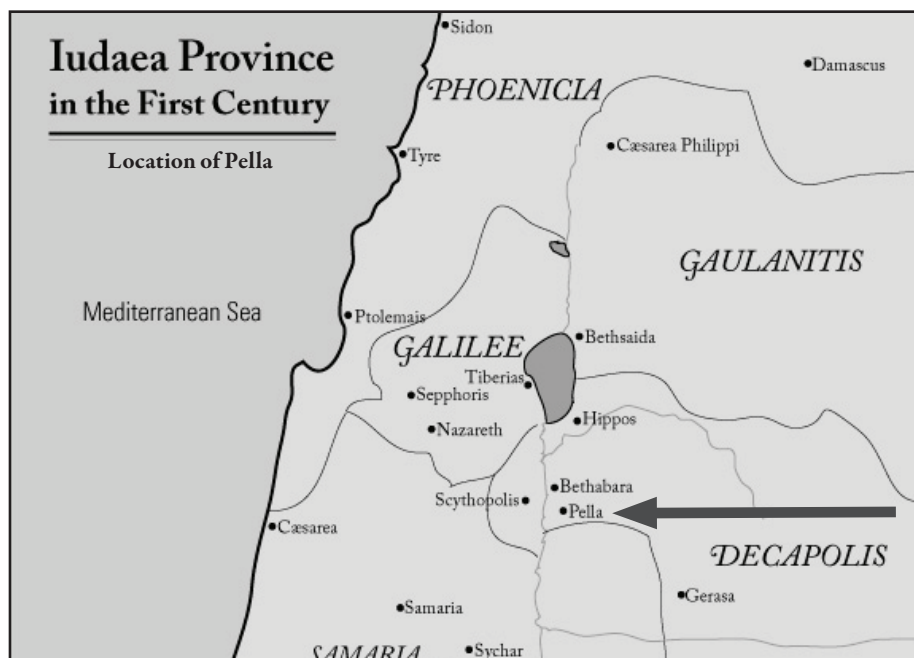 Iudaea Province
in the First Century
Location of Pella
Sidon
PHOENICIA
Damascus
Tyre
Cæsarea Philippi
GAULANITIS
Mediterranean Sea
Ptolemais
GALILEE
Bethsaida
Tiberias
Sepphoris
Hippos
Nazareth
Bethabara
Scythopolis
Pella
Cæsarea
DECAPOLIS
Gerasa
Samaria
SAMARIA
Sychar